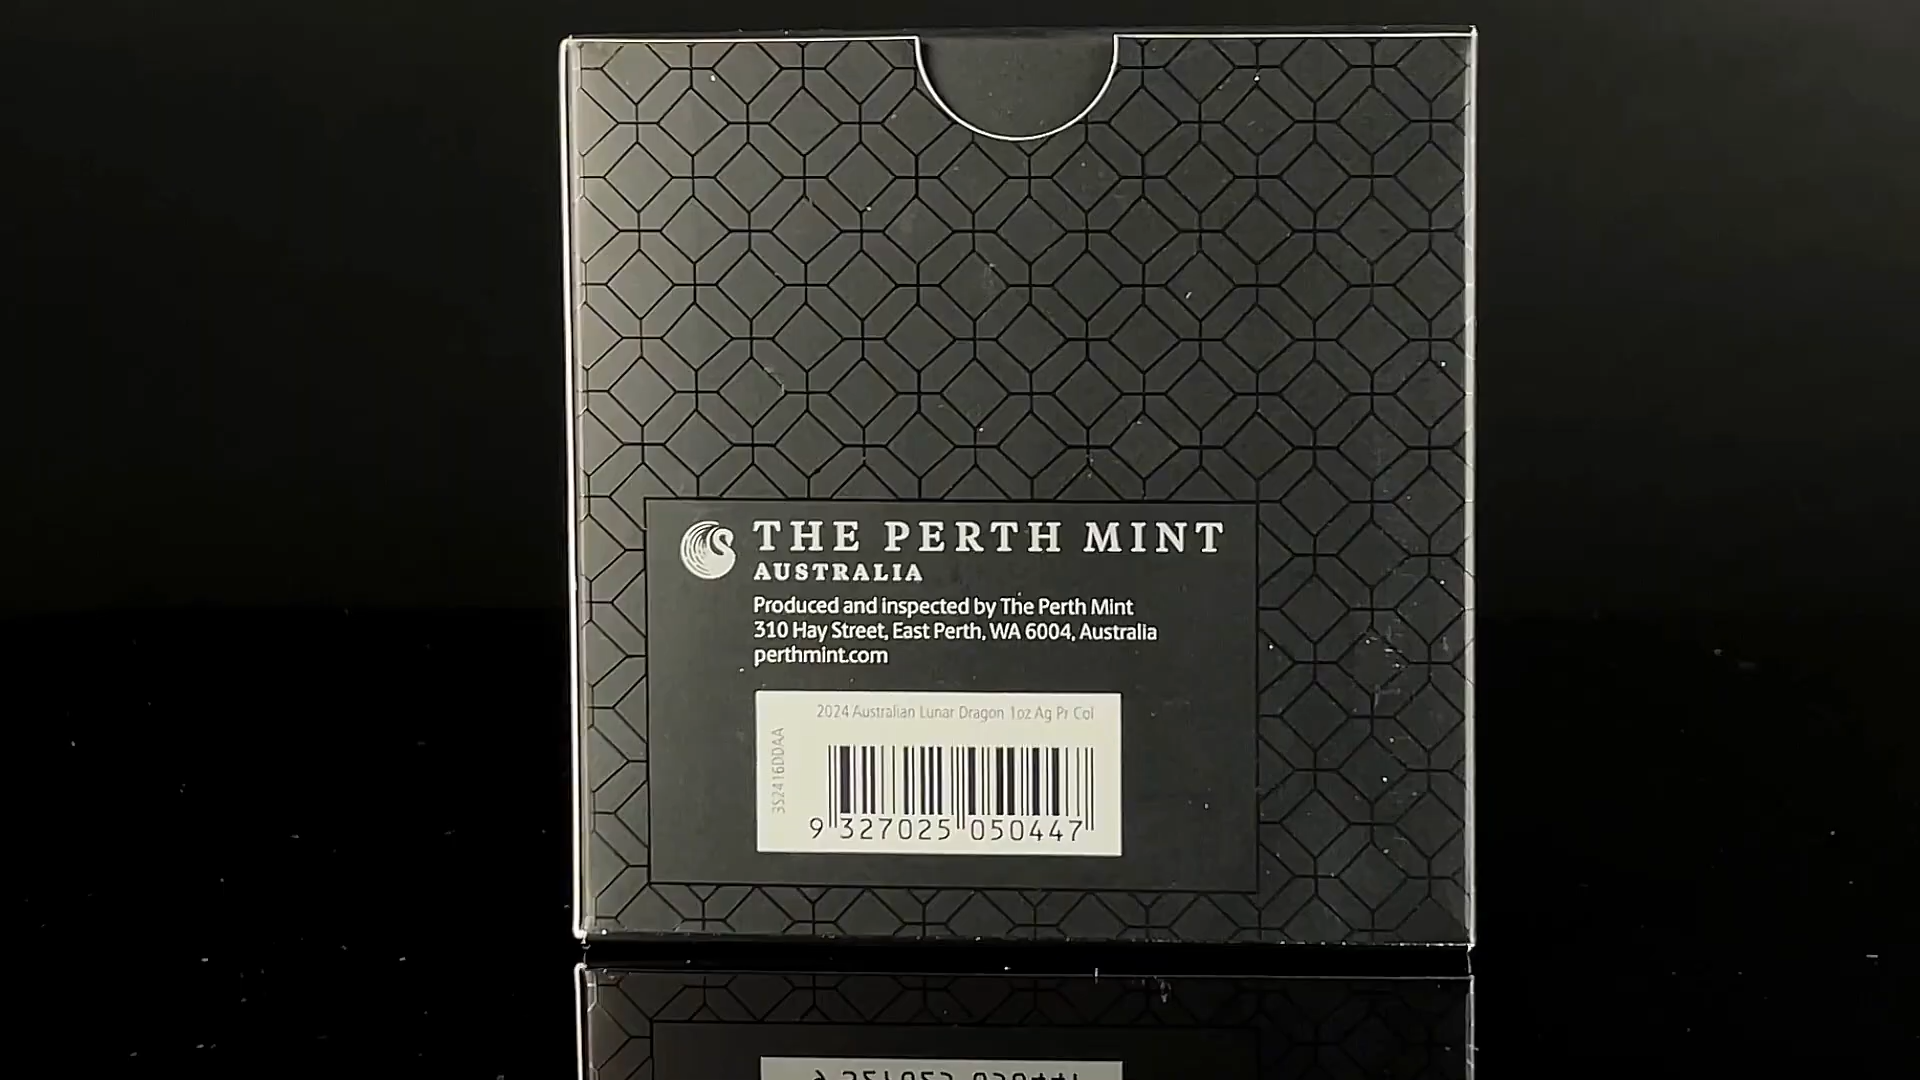 THE PERTH MINT
AUSTRALIA
Produced and inspected by The Perth Mint
310 Hay Street, East Perth, WA 6004, Australia
perthmint.com
2024 Australian Lunar Dragon 1oz Ag Pr Col
3S2416DDAA
9 327025 050447